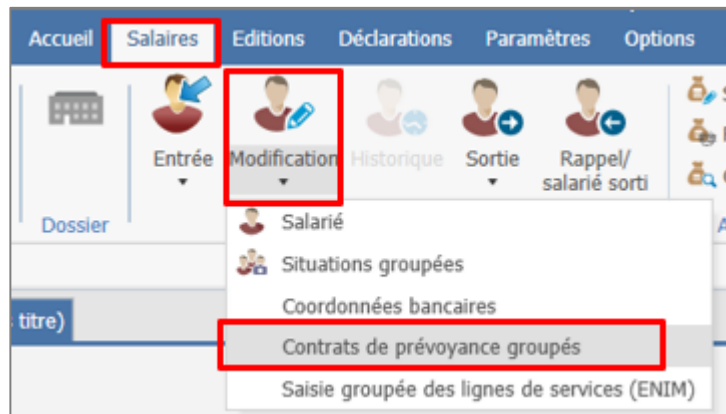 Accueil Salaires Editions Déclarations Paramètres Options
Entrée Modification Historique Sortie Rappel/
salarié sorti
Dossier
Salarié
Situations groupées
Coordonnées bancaires
titre)
Contrats de prévoyance groupés
Saisie groupée des lignes de services (ENIM)